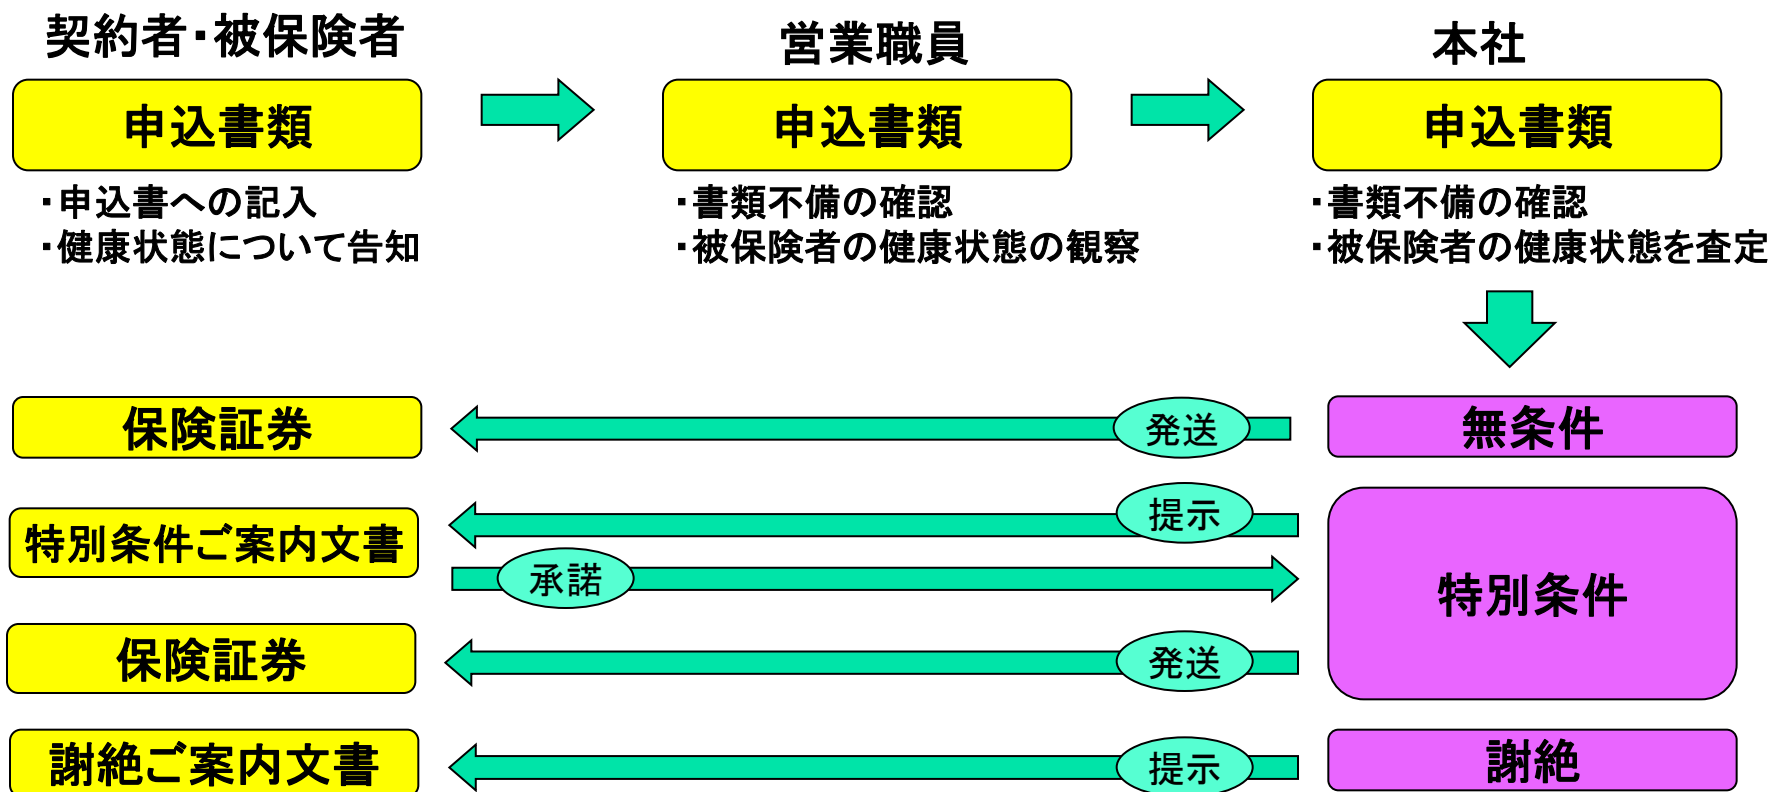 契約者・被保険者
営業職員
本社
申込書類
申込書類
申込書類
・申込書への記入
・健康状態について告知
・書類不備の確認
・被保険者の健康状態の観察
・書類不備の確認
・被保険者の健康状態を査定
保険証券
発送
無条件
特別条件ご案内文書
提示
承諾
特別条件
保険証券
発送
謝絶ご案内文書
提示
謝絶